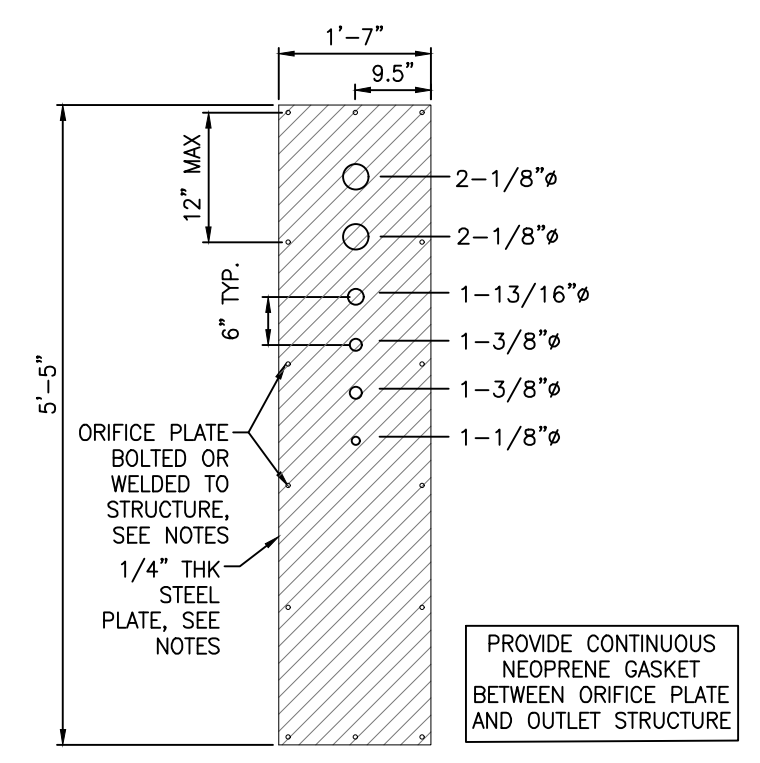 1'-7"
9.5"
12" MAX
2-1/8"ø
2-1/8"ø
6" TYP.
1-13/16"ø
1-3/8"ø
1-3/8"ø
1-1/8"ø
5'-5"
ORIFICE PLATE
BOLTED OR
WELDED TO
STRUCTURE,
SEE NOTES
1/4" THK
STEEL
PLATE, SEE
NOTES
PROVIDE CONTINUOUS
NEOPRENE GASKET
BETWEEN ORIFICE PLATE
AND OUTLET STRUCTURE